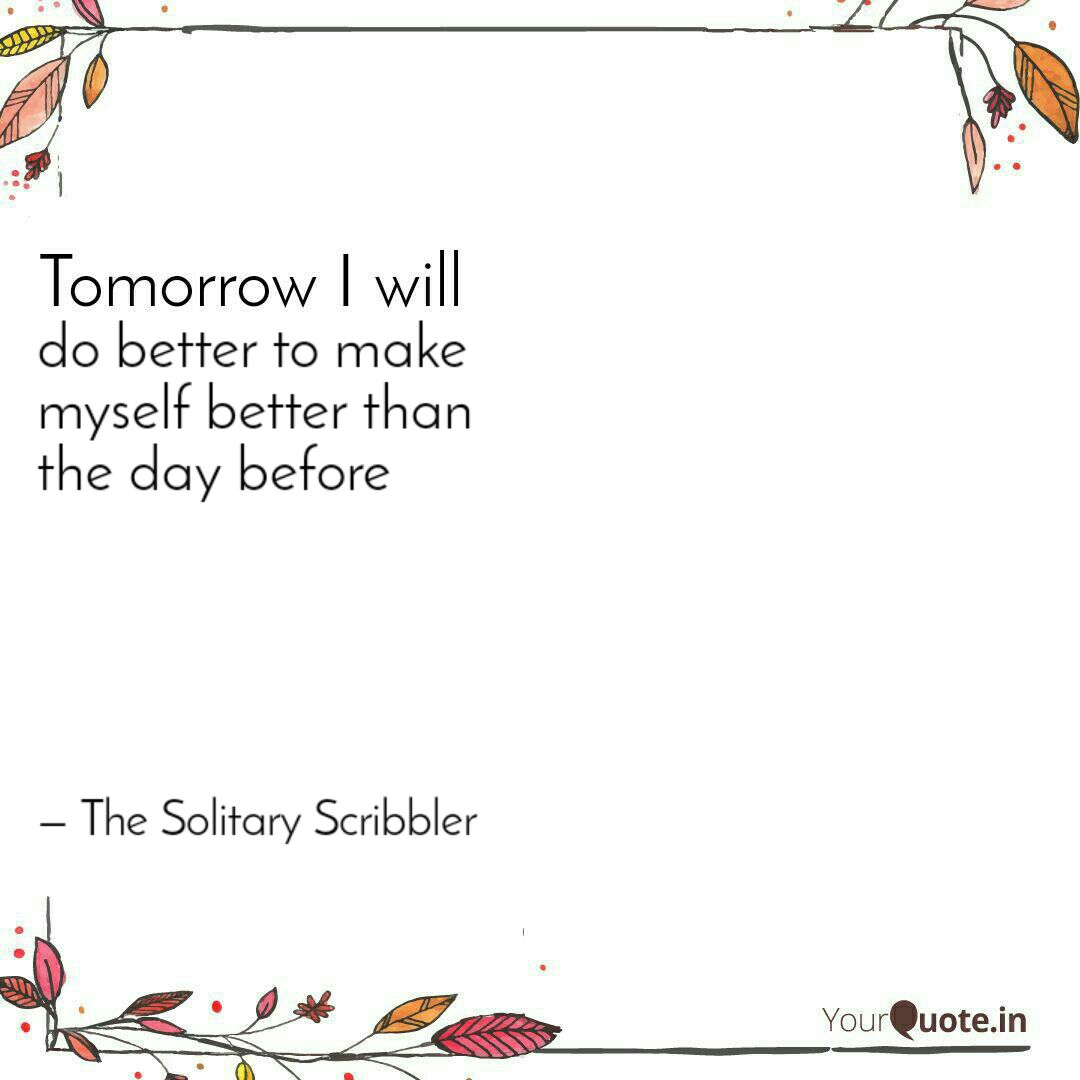 Tomorrow I will
do better to make
myself better than
the day before
– The Solitary Scribbler
YourQuote.in